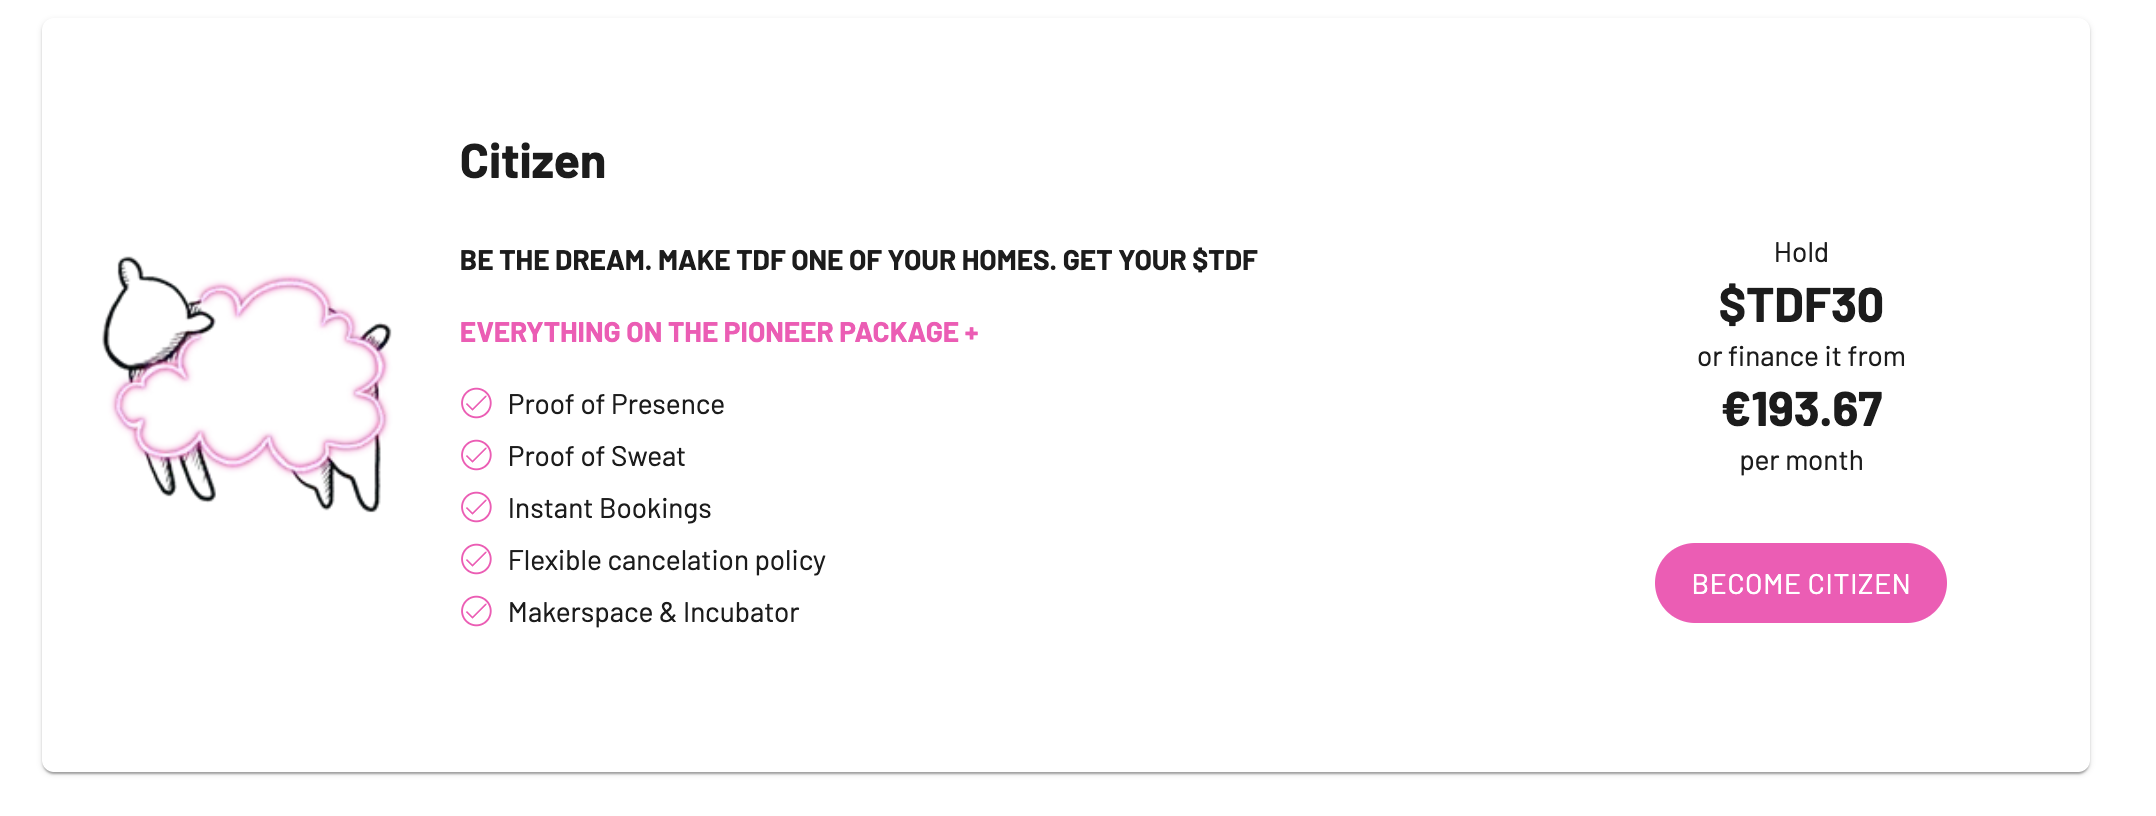 Citizen
BE THE DREAM. MAKE TDF ONE OF YOUR HOMES. GET YOUR $TDF
EVERYTHING ON THE PIONEER PACKAGE +
Proof of Presence
Proof of Sweat
Instant Bookings
Flexible cancelation policy
Makerspace & Incubator
Hold
$TDF30
or finance it from
€193.67
per month
BECOME CITIZEN